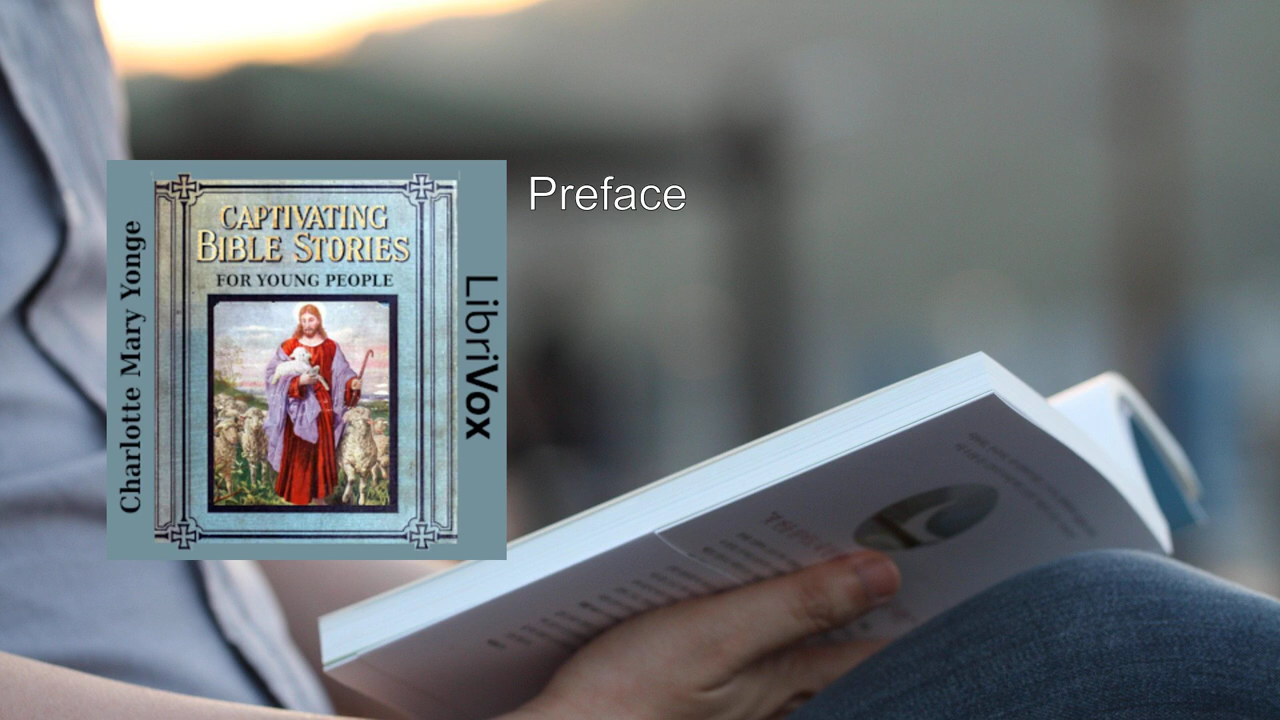 Charlotte Mary Yonge
CAPTIVATING
BIBLE STORIES
FOR YOUNG PEOPLE
LibriVox
Preface